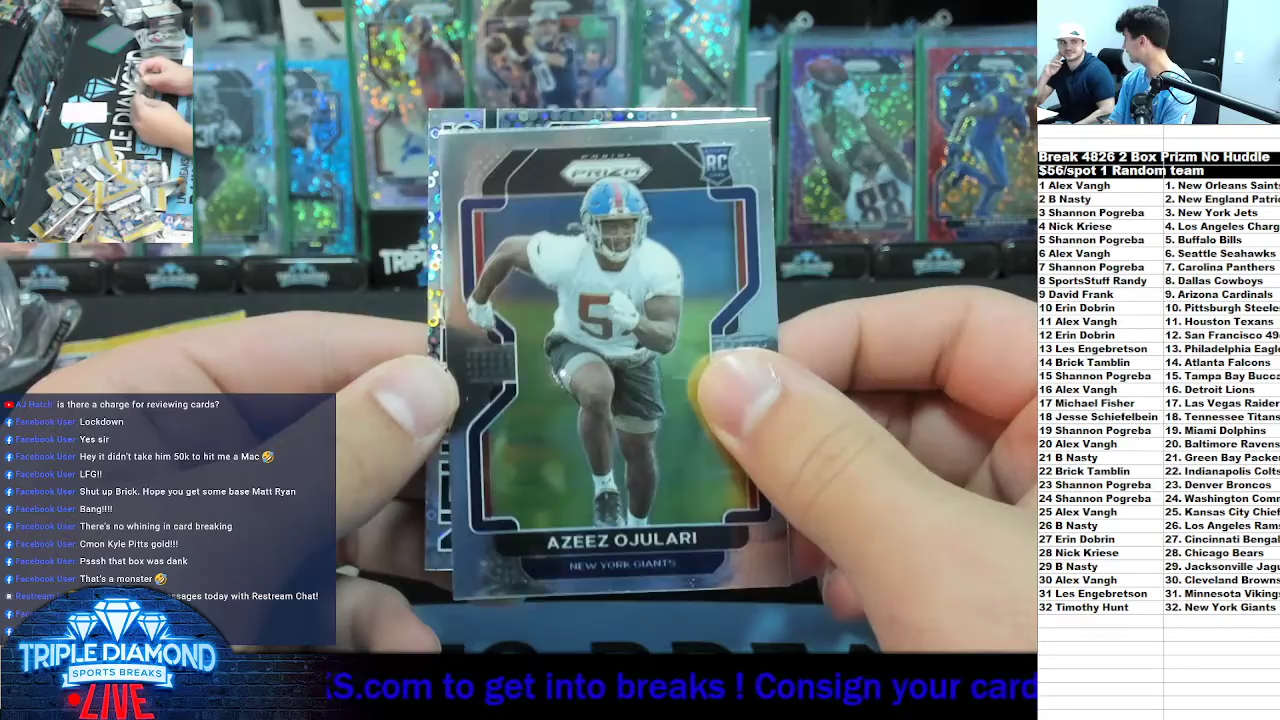 PANINI
PRIZM
RC
5
88
AZEEZ OJULARI
NEW YORK GIANTS
Break 4826 2 Box Prizm No Huddle
$56/spot 1 Random team
1 Alex Vangh 1. New Orleans Saint
2 B Nasty 2. New England Patri
3 Shannon Pogreba 3. New York Jets
4 Nick Kriese 4. Los Angeles Charg
5 Shannon Pogreba 5. Buffalo Bills
6 Alex Vangh 6. Seattle Seahawks
7 Shannon Pogreba 7. Carolina Panthers
8 SportsStuff Randy 8. Dallas Cowboys
9 David Frank 9. Arizona Cardinals
10 Erin Dobrin 10. Pittsburgh Steele
11 Alex Vangh 11. Houston Texans
12 Erin Dobrin 12. San Francisco 49
13 Les Engebretson 13. Philadelphia Eagl
14 Brick Tamblin 14. Atlanta Falcons
15 Shannon Pogreba 15. Tampa Bay Bucca
16 Alex Vangh 16. Detroit Lions
17 Michael Fisher 17. Las Vegas Raider
18 Jesse Schiefelbein 18. Tennessee Titans
19 Shannon Pogreba 19. Miami Dolphins
20 Alex Vangh 20. Baltimore Ravens
21 B Nasty 21. Green Bay Packe
22 Brick Tamblin 22. Indianapolis Colts
23 Shannon Pogreba 23. Denver Broncos
24 Shannon Pogreba 24. Washington Comm
25 Alex Vangh 25. Kansas City Chief
26 B Nasty 26. Los Angeles Rams
27 Erin Dobrin 27. Cincinnati Bengal
28 Nick Kriese 28. Chicago Bears
29 B Nasty 29. Jacksonville Jagu
30 Alex Vangh 30. Cleveland Browns
31 Les Engebretson 31. Minnesota Viking
32 Timothy Hunt 32. New York Giants
AJ Hatch is there a charge for reviewing cards?
Facebook User Lockdown
Facebook User Yes sir
Facebook User Hey it didn't take him 50k to hit me a Mac 🤣
Facebook User LFG!!
Facebook User Shut up Brick. Hope you get some base Matt Ryan
Facebook User Bang!!!!
Facebook User There's no whining in card breaking
Facebook User Cmon Kyle Pitts gold!!!
Facebook User Psssh that box was dank
Facebook User That's a monster 🤣
Restream ssages today with Restream Chat!
TRIPLE DIAMOND
SPORTS BREAKS
LIVE
KS.com to get into breaks ! Consign your card